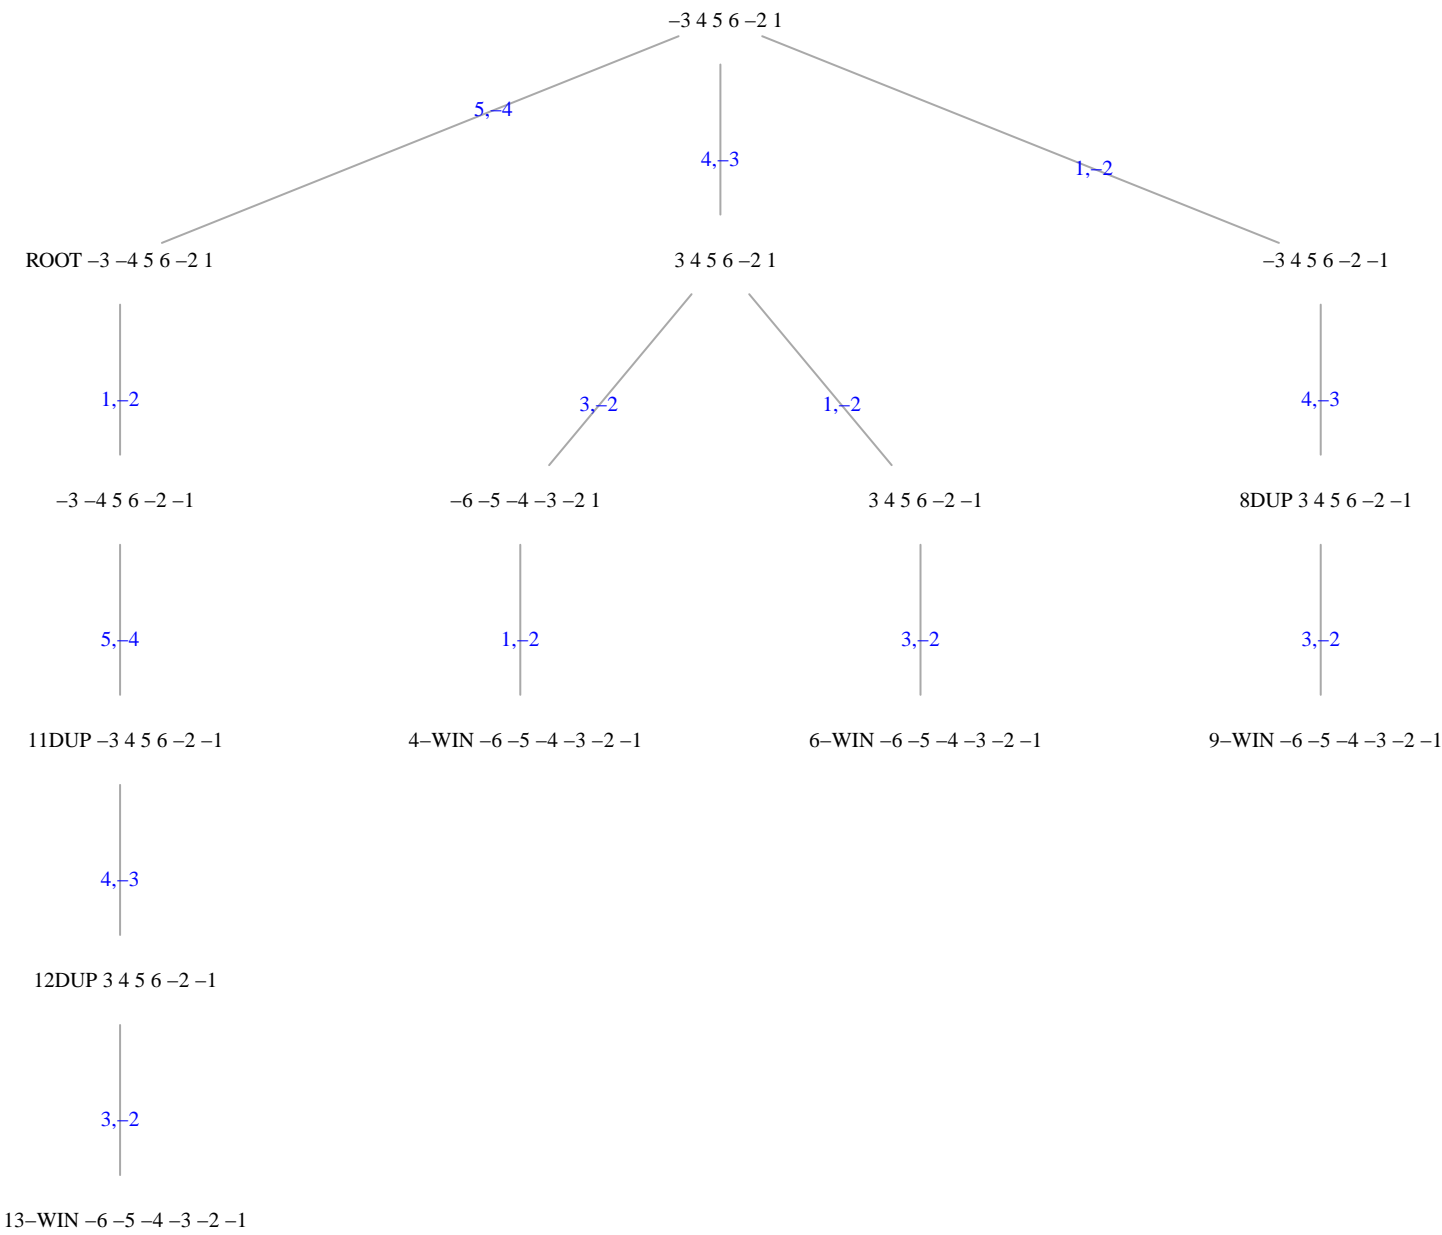 –3 4 5 6 –2 1
5,–4
4,–3
1,–2
ROOT –3 –4 5 6 –2 1
3 4 5 6 –2 1
–3 4 5 6 –2 –1
1,–2
3,–2
1,–2
4,–3
–3 –4 5 6 –2 –1
–6 –5 –4 –3 –2 1
3 4 5 6 –2 –1
8DUP 3 4 5 6 –2 –1
5,–4
1,–2
3,–2
3,–2
11DUP –3 4 5 6 –2 –1
4–WIN –6 –5 –4 –3 –2 –1
6–WIN –6 –5 –4 –3 –2 –1
9–WIN –6 –5 –4 –3 –2 –1
4,–3
12DUP 3 4 5 6 –2 –1
3,–2
13–WIN –6 –5 –4 –3 –2 –1